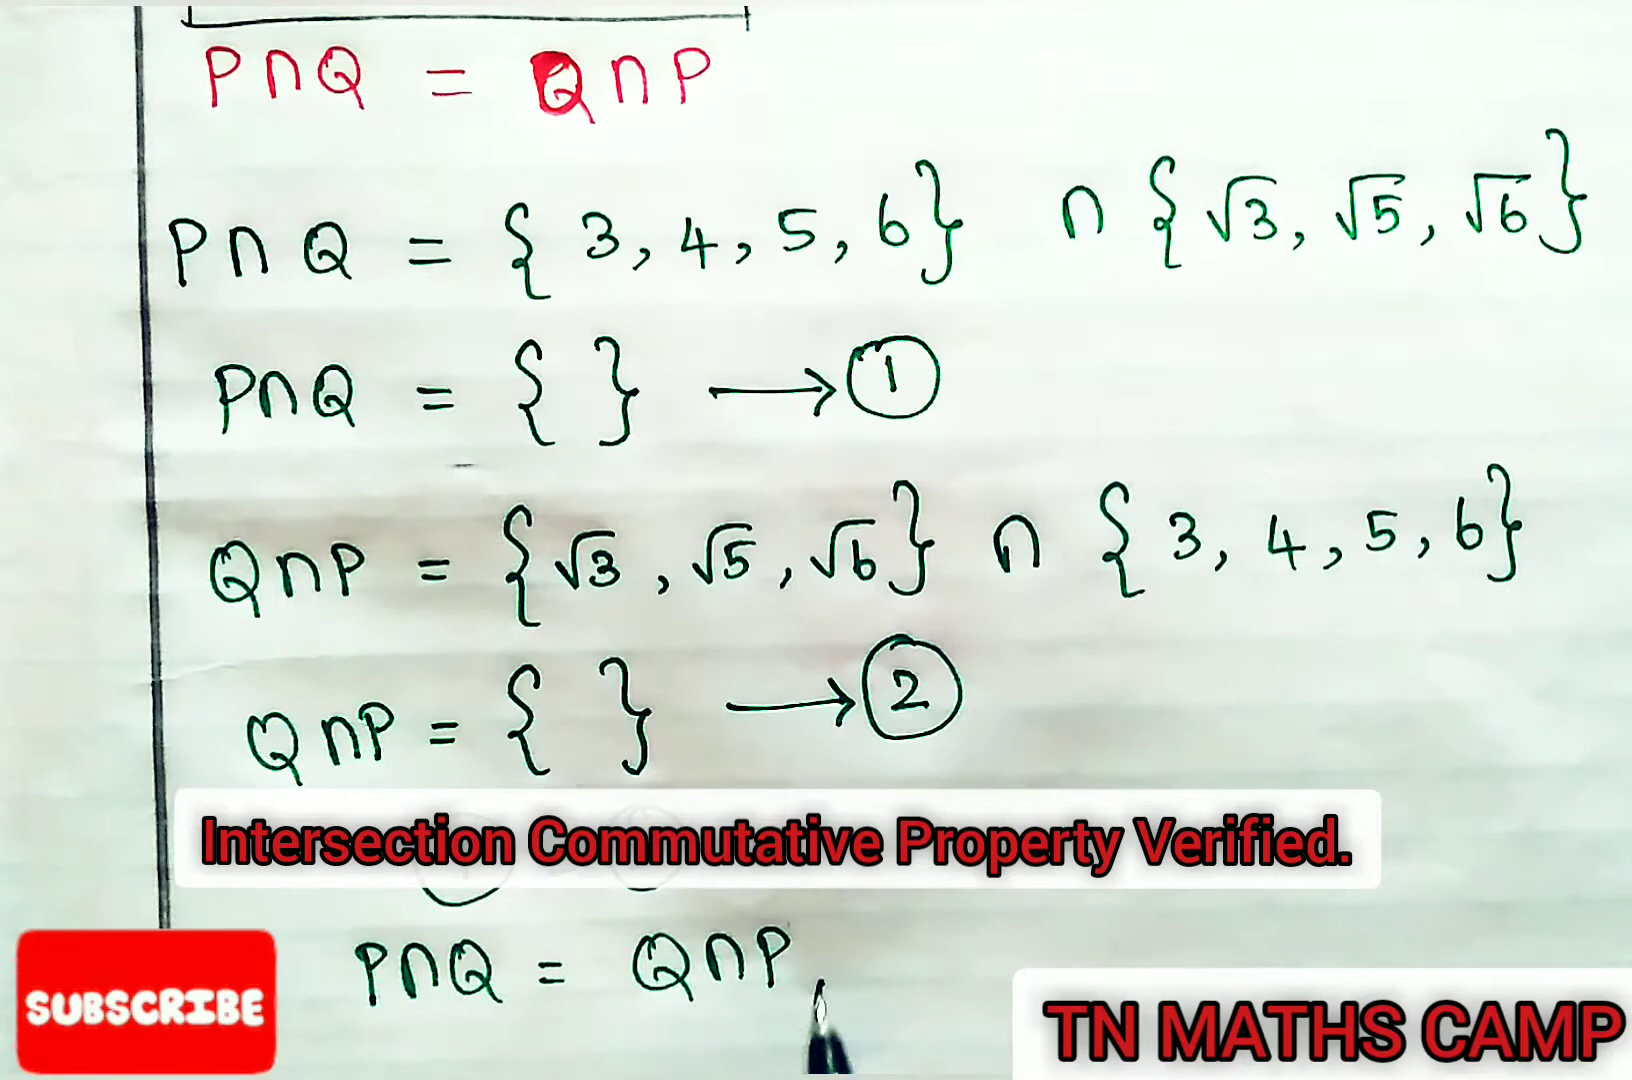 P∩Q = Q∩P
P∩Q = { 3, 4, 5, 6} ∩ {√3, √5, √6}
P∩Q = { } → 1
Q∩P = {√3, √5, √6} ∩ { 3, 4, 5, 6}
Q∩P = { } → 2
Intersection Commutative Property Verified.
P∩Q = Q∩P
SUBSCRIBE
TN MATHS CAMP